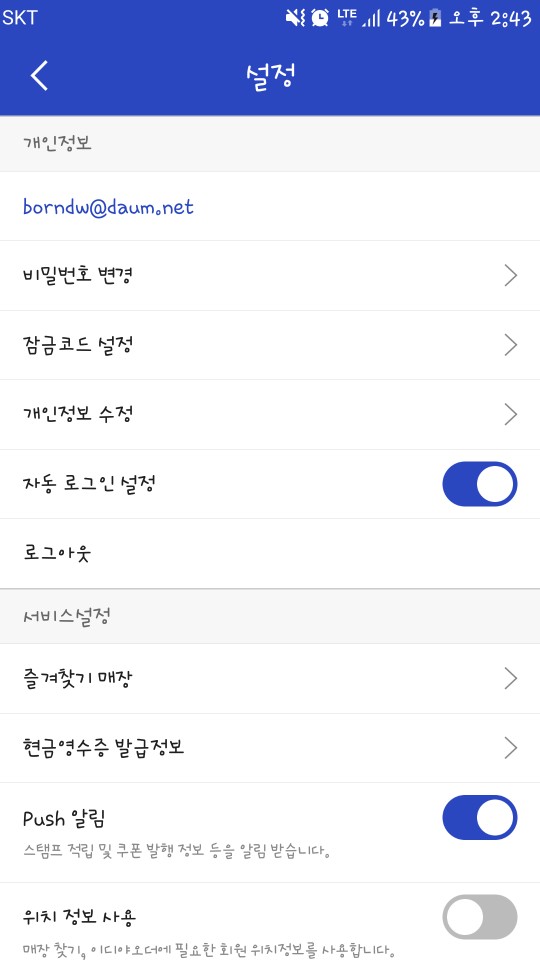 SKT LTE 43% 오후 2:43
설정
개인정보
borndw@daum.net
비밀번호 변경
잠금코드 설정
개인정보 수정
자동 로그인 설정
로그아웃
서비스설정
즐겨찾기 매장
현금영수증 발급정보
Push 알림
스탬프 적립 및 쿠폰 발행 정보 등을 알림 받습니다.
위치 정보 사용
매장 찾기, 이디야오더에 필요한 회원 위치정보를 사용합니다.